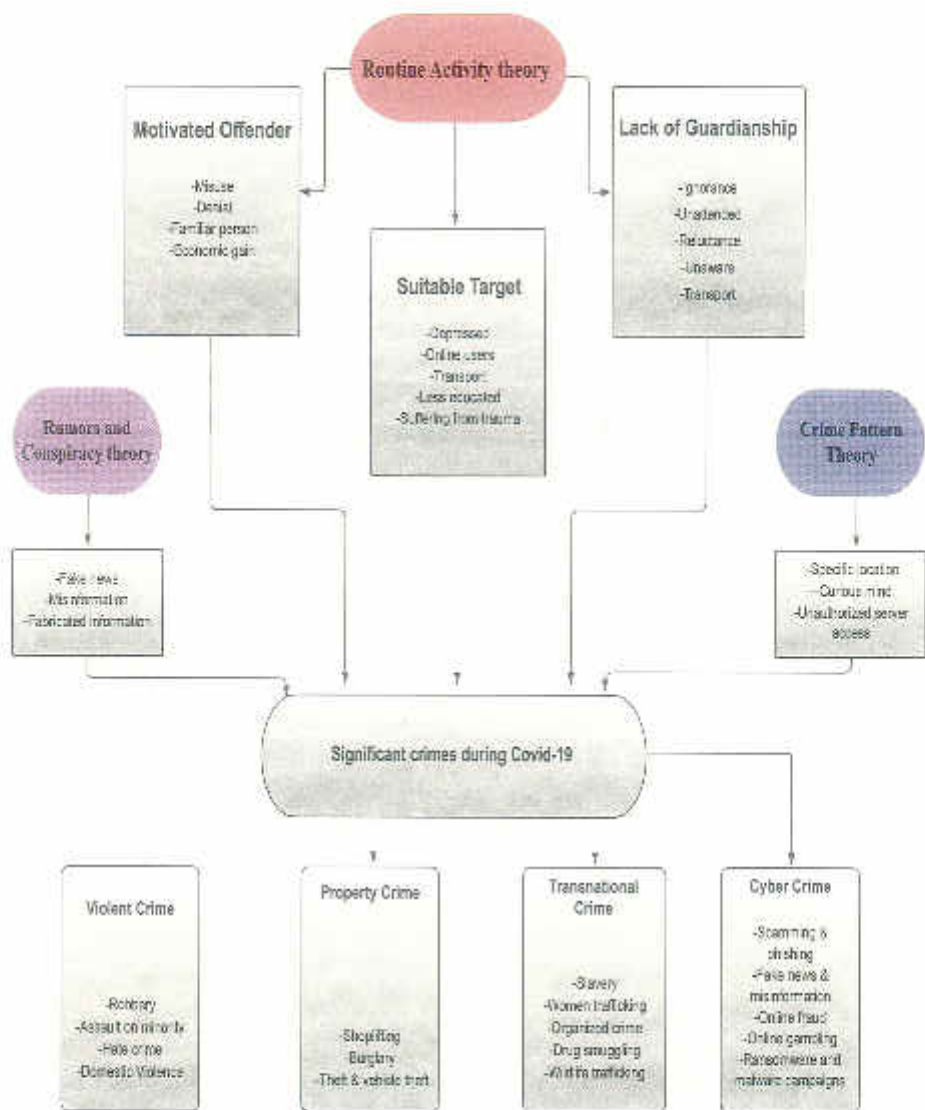 Routine Activity theory
Motivated Offender
-Misuse
-Denial
-Familiar person
-Economic gain
Lack of Guardianship
-Ignorance
-Unattended
-Reluctance
-Unaware
-Transport
Suitable Target
-Depressed
-Online users
-Transport
-Less educated
-Suffering from trauma
Rumors and
Conspiracy theory
Crime Pattern
Theory
-Fake news
-Misinformation
-Fabricated information
-Specific location
-Curious mind
-Unauthorized server
access
Significant crimes during Covid-19
Violent Crime
-Robbery
-Assault on minority
-Hate crime
-Domestic Violence
Property Crime
-Shoplifting
-Burglary
-Theft & vehicle theft
Transnational
Crime
-Slavery
-Women trafficking
-Organized crime
-Drug smuggling
-Wildlife trafficking
Cyber Crime
-Scamming &
phishing
-Fake news &
misinformation
-Online fraud
-Online gambling
-Ransomware and
malware campaigns